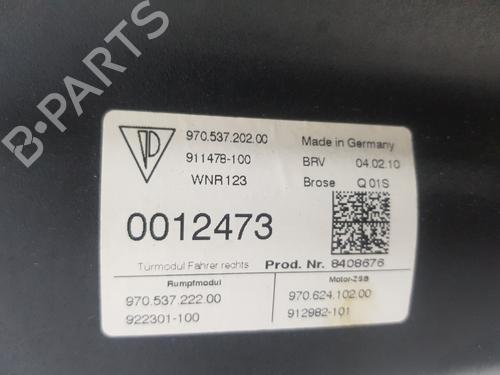 970.537.202.00
911478-100
WNR123
Made in Germany
BRV 04.02.10
Brose Q01S
0012473
Türmodul Fahrer rechts Prod. Nr. 8408676
Rumpfmodul
970.537.222.00
922301-100
Motor-ZSB
970.624.102.00
912982-101
B PARTS